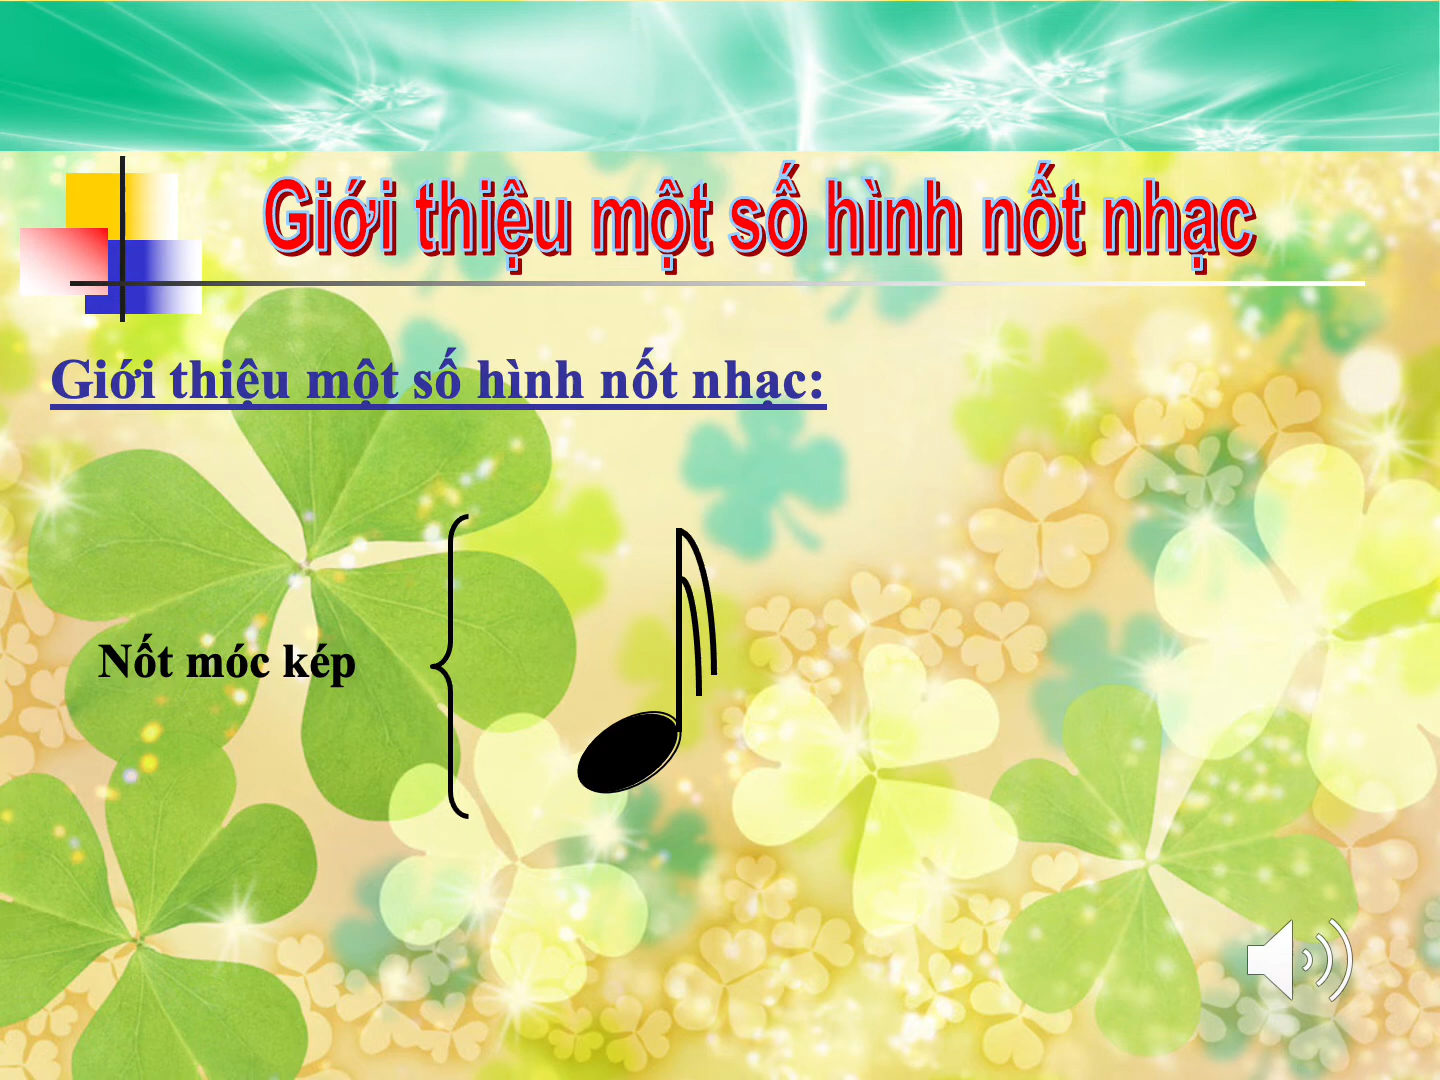 Giới thiệu một số hình nốt nhạc
Giới thiệu một số hình nốt nhạc:
Nốt móc kép